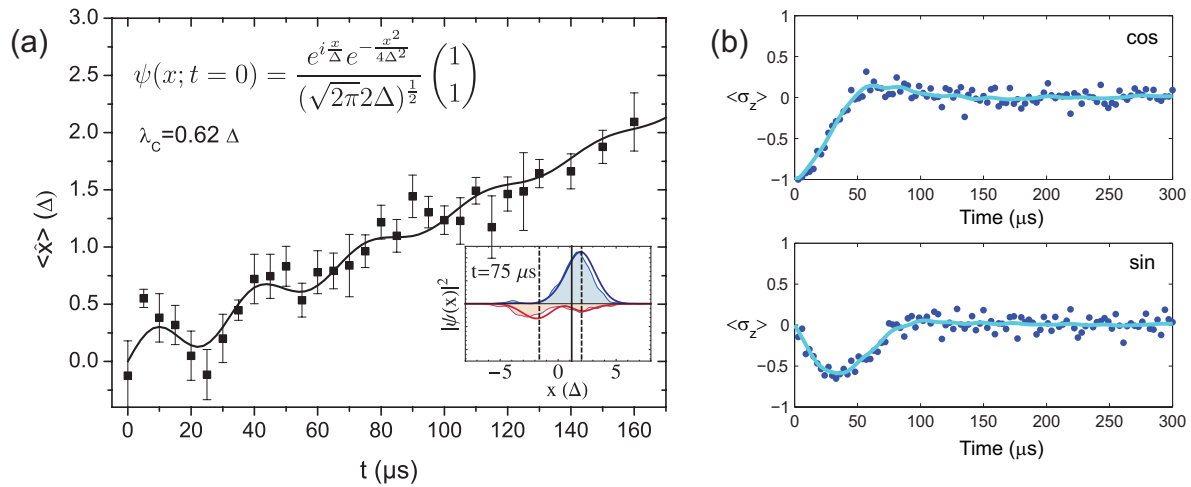 (a)
3.0
2.5
2.0
1.5
1.0
0.5
0.0
<x̂> (Δ)
ψ(x; t = 0) = e^{i x/Δ} e^{-x²/4Δ²} / (√2π2Δ)^{1/2} (1 1)
λ_C=0.62 Δ
0 20 40 60 80 100 120 140 160
t (μs)
t=75 μs
|ψ(x)|²
−5 0 5
x (Δ)
(b)
cos
<σ_z>
1
0.5
0
−0.5
−1
0 50 100 150 200 250 300
Time (μs)
sin
<σ_z>
1
0.5
0
−0.5
−1
0 50 100 150 200 250 300
Time (μs)